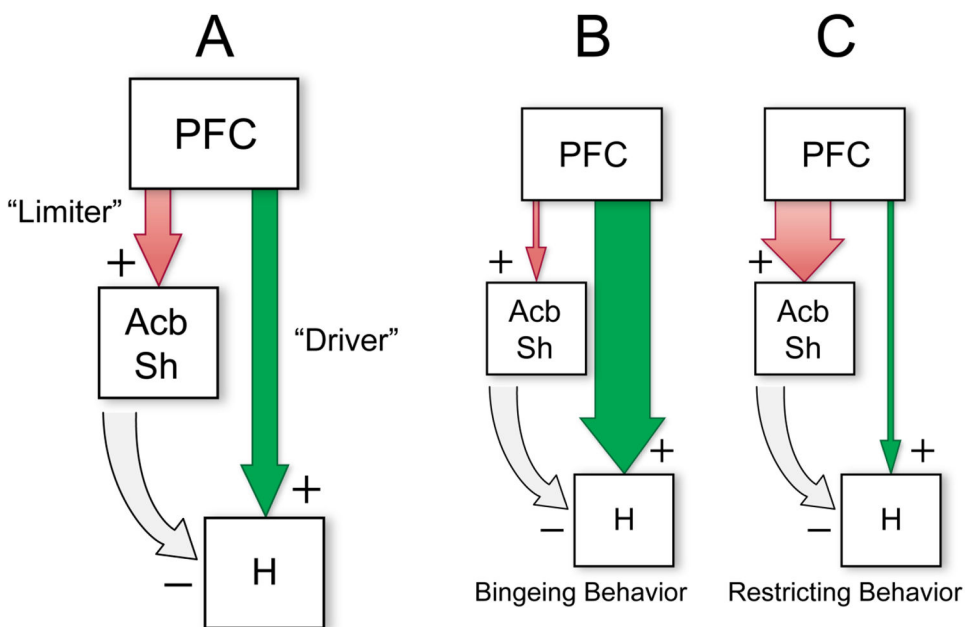 A
PFC
“Limiter”
+
Acb
Sh
“Driver”
+
−
H
B
PFC
+
Acb
Sh
+
−
H
Bingeing Behavior
C
PFC
+
Acb
Sh
+
−
H
Restricting Behavior